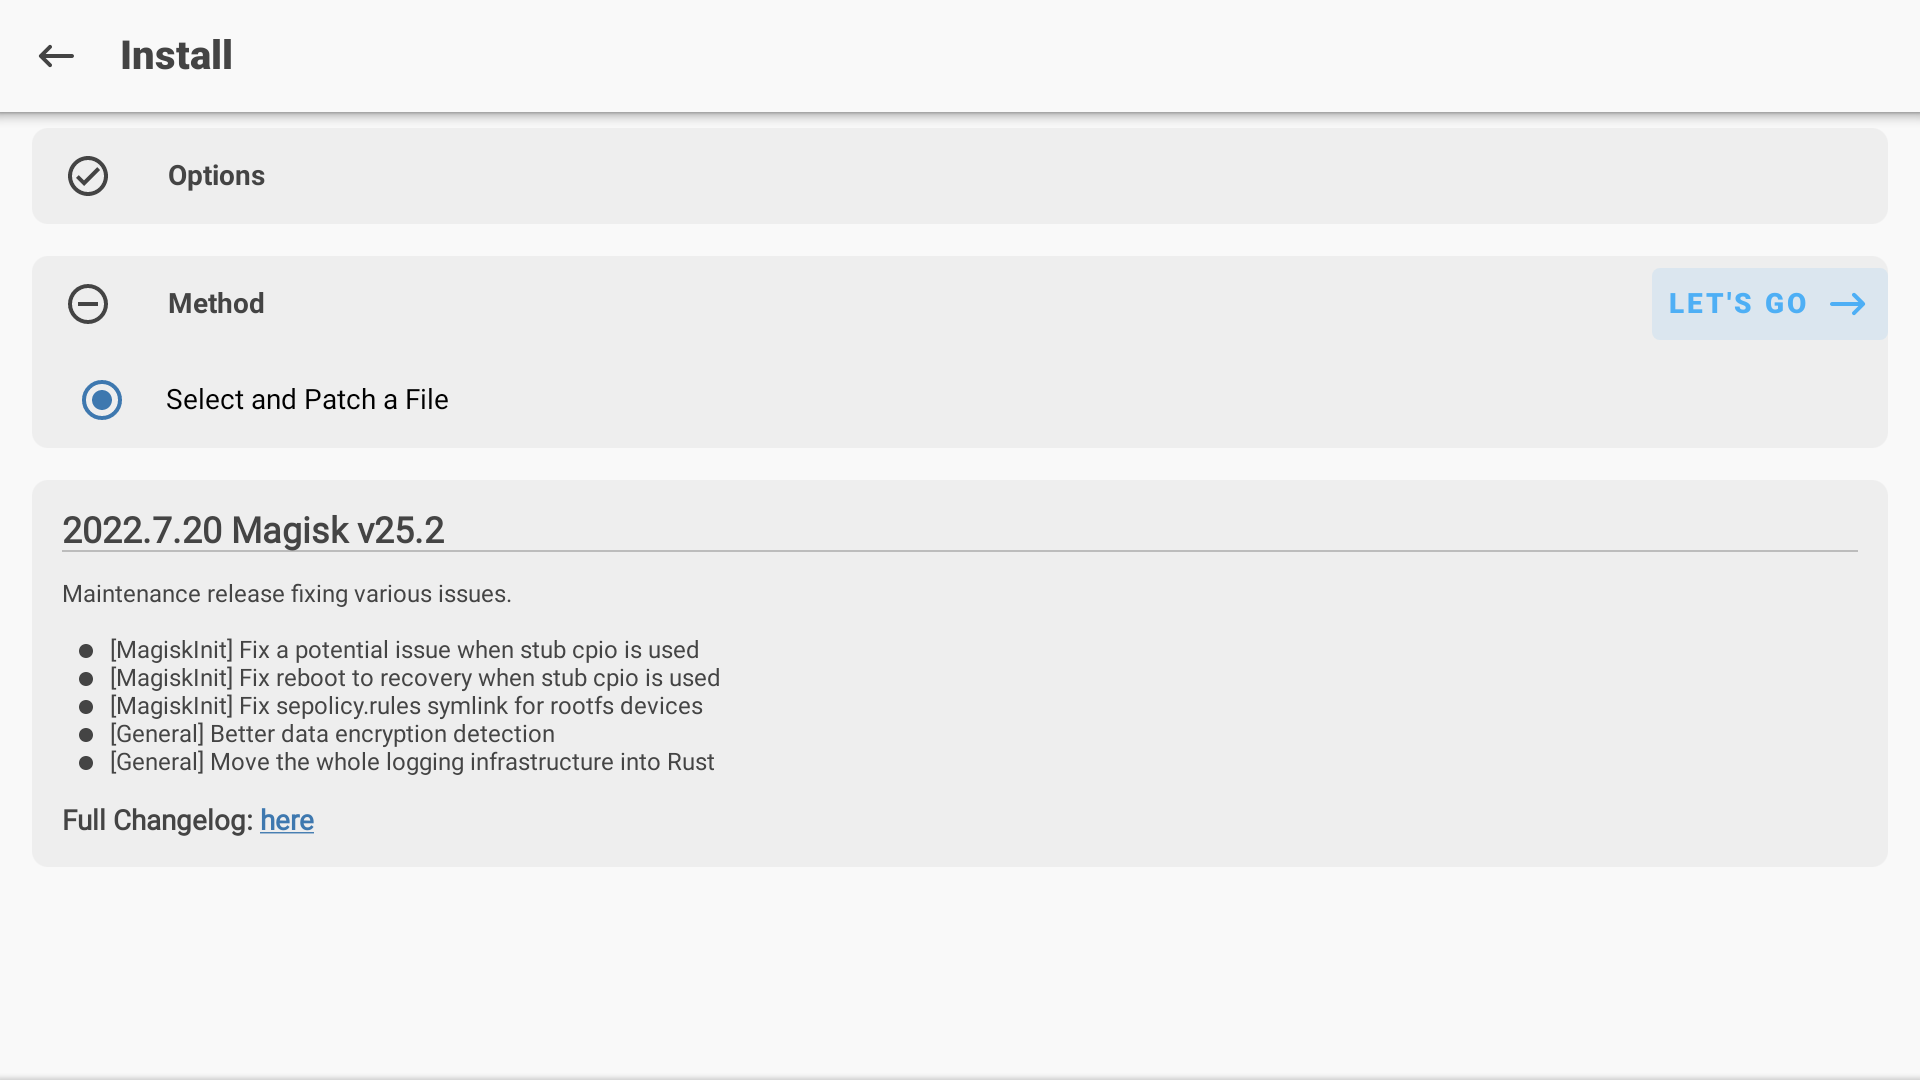 Install
Options
Method
LET'S GO
Select and Patch a File
2022.7.20 Magisk v25.2
Maintenance release fixing various issues.
[MagiskInit] Fix a potential issue when stub cpio is used
[MagiskInit] Fix reboot to recovery when stub cpio is used
[MagiskInit] Fix sepolicy.rules symlink for rootfs devices
[General] Better data encryption detection
[General] Move the whole logging infrastructure into Rust
Full Changelog: here